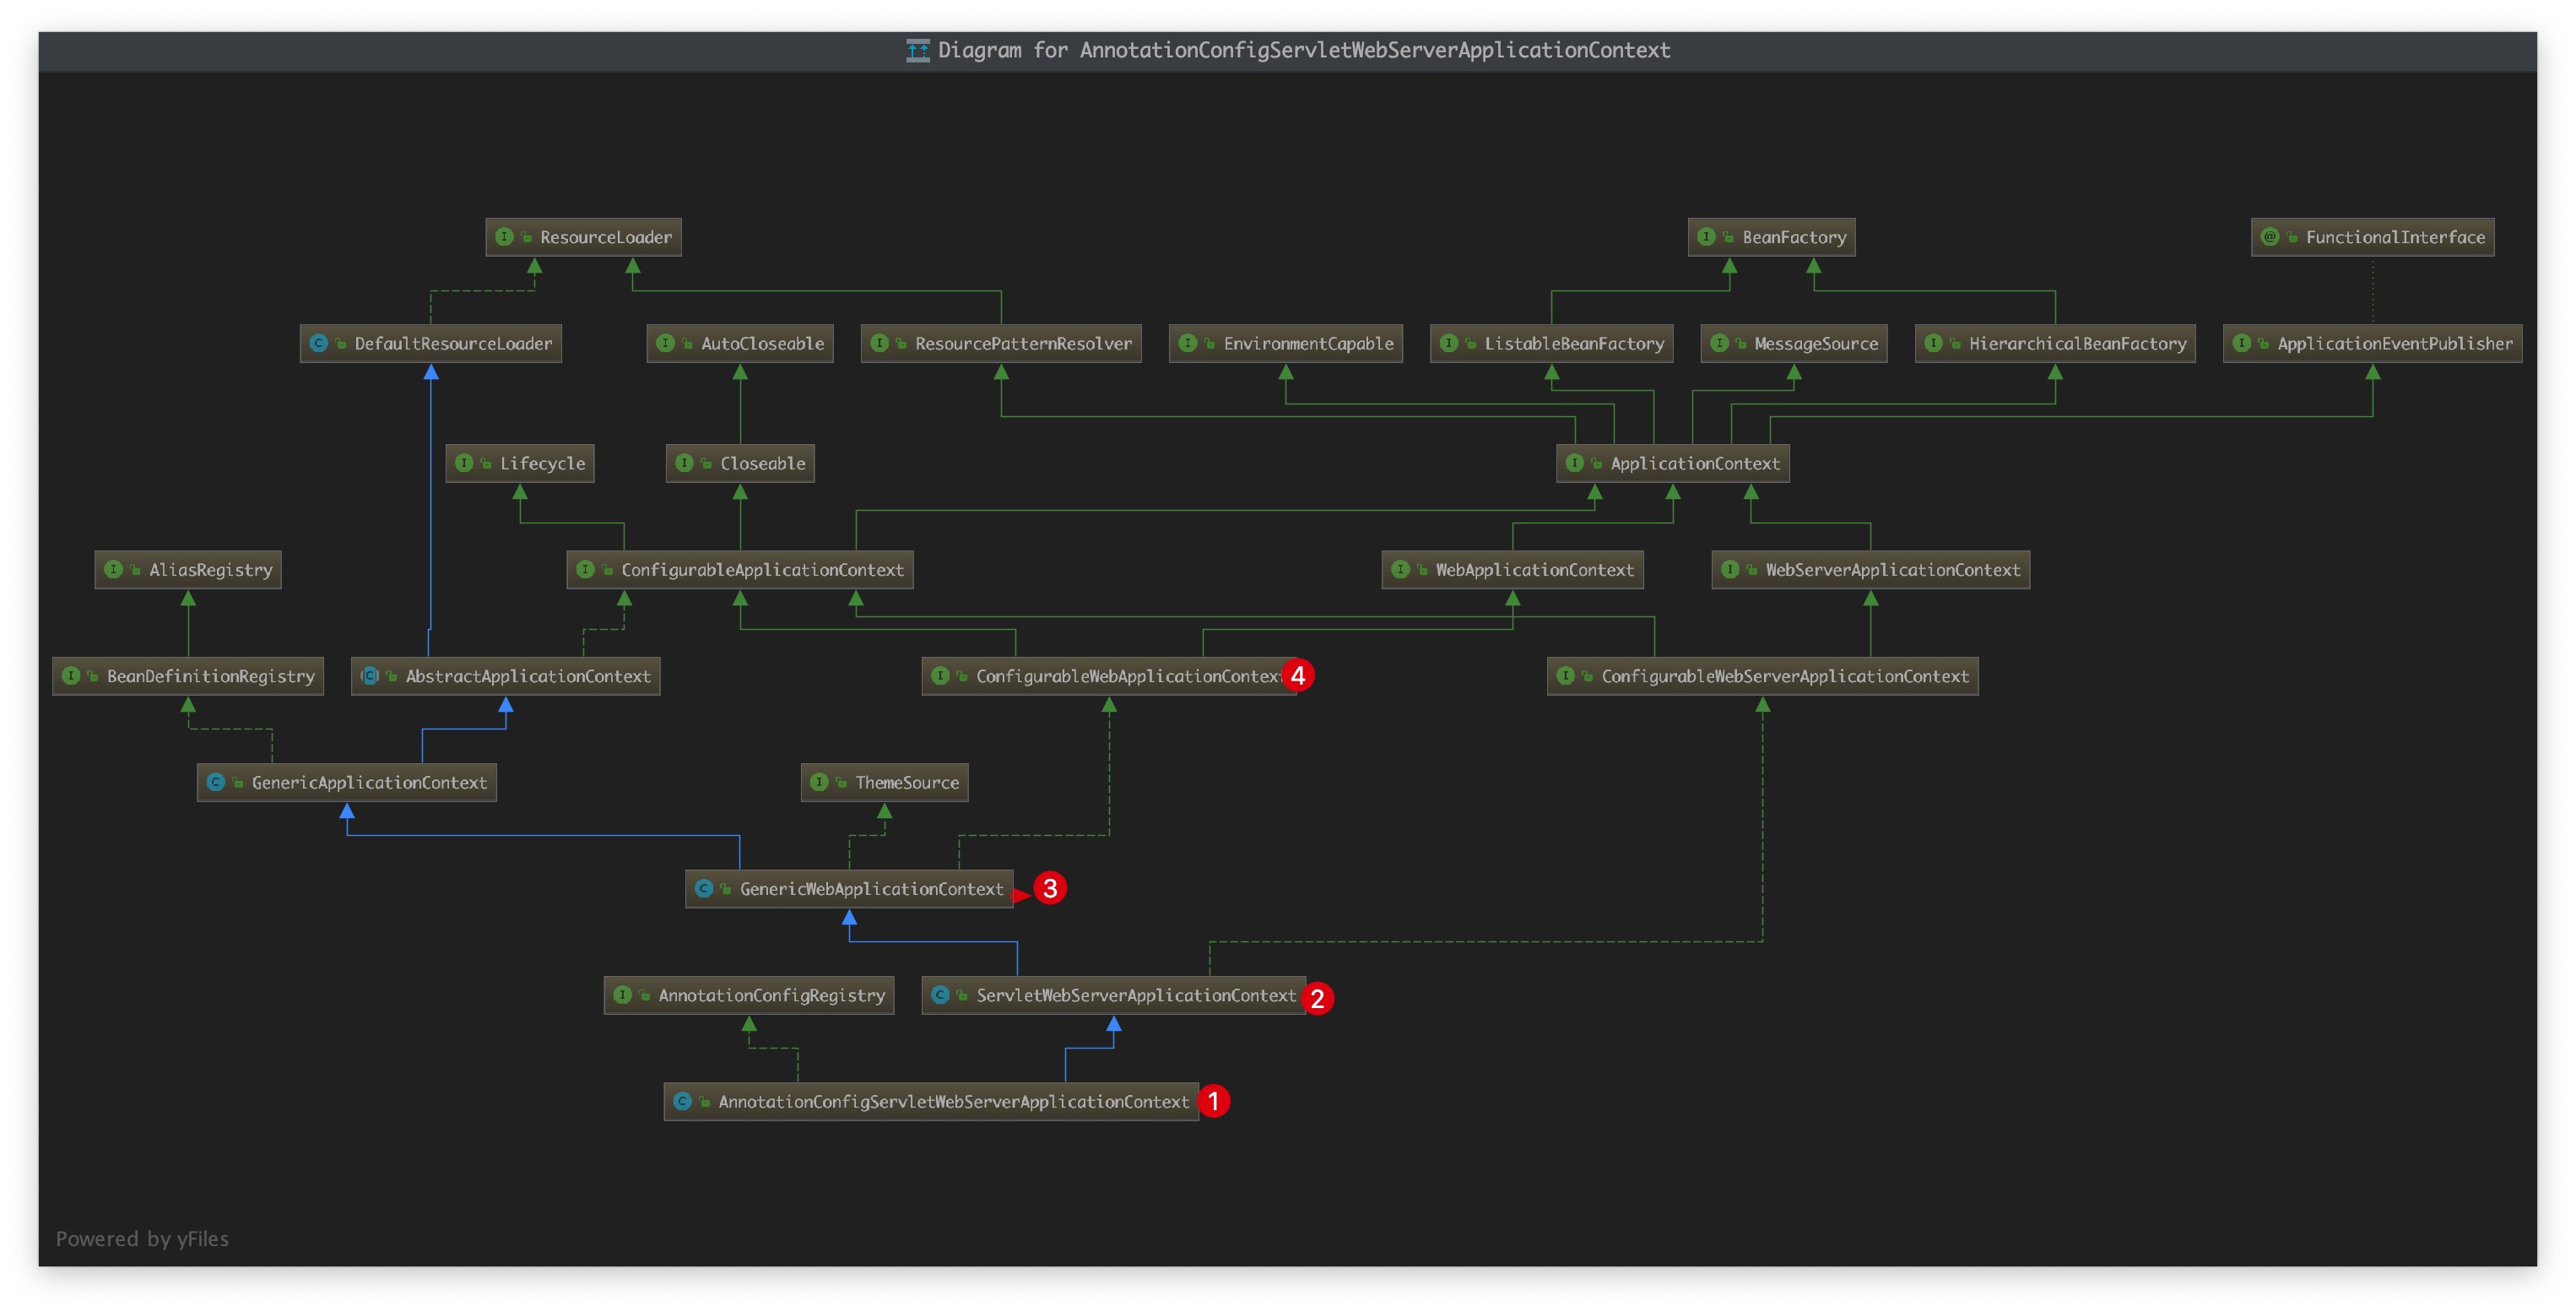 Diagram for AnnotationConfigServletWebServerApplicationContext
ResourceLoader
BeanFactory
FunctionalInterface
DefaultResourceLoader
AutoCloseable
ResourcePatternResolver
EnvironmentCapable
ListableBeanFactory
MessageSource
HierarchicalBeanFactory
ApplicationEventPublisher
Lifecycle
Closeable
ApplicationContext
AliasRegistry
ConfigurableApplicationContext
WebApplicationContext
WebServerApplicationContext
BeanDefinitionRegistry
AbstractApplicationContext
ConfigurableWebApplicationContext 4
ConfigurableWebServerApplicationContext
GenericApplicationContext
ThemeSource
GenericWebApplicationContext 3
AnnotationConfigRegistry
ServletWebServerApplicationContext 2
AnnotationConfigServletWebServerApplicationContext 1
Powered by yFiles